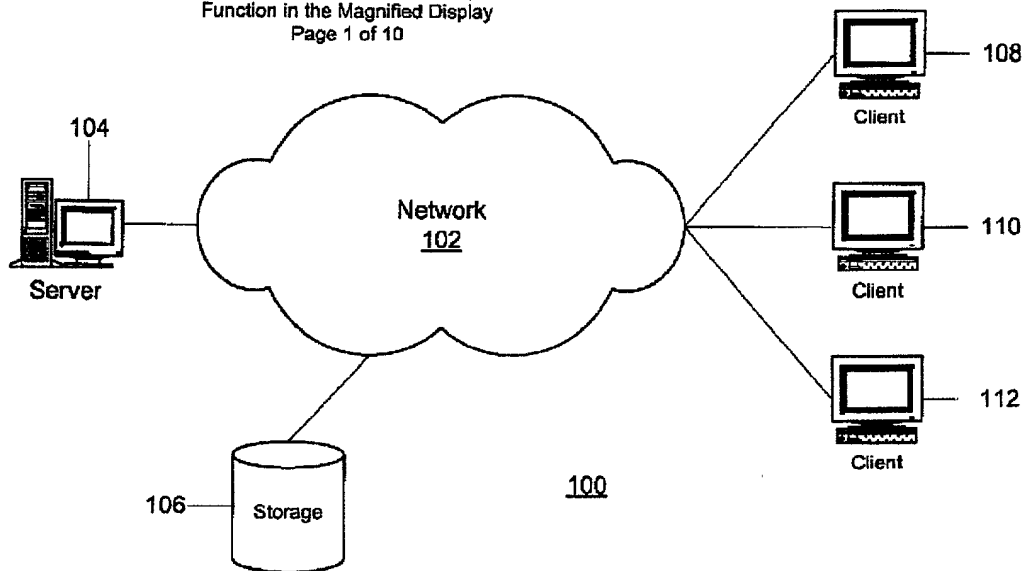 Function in the Magnified Display
Page 1 of 10
108
Client
104
Network
102
110
Server
Client
112
Client
106
Storage
100